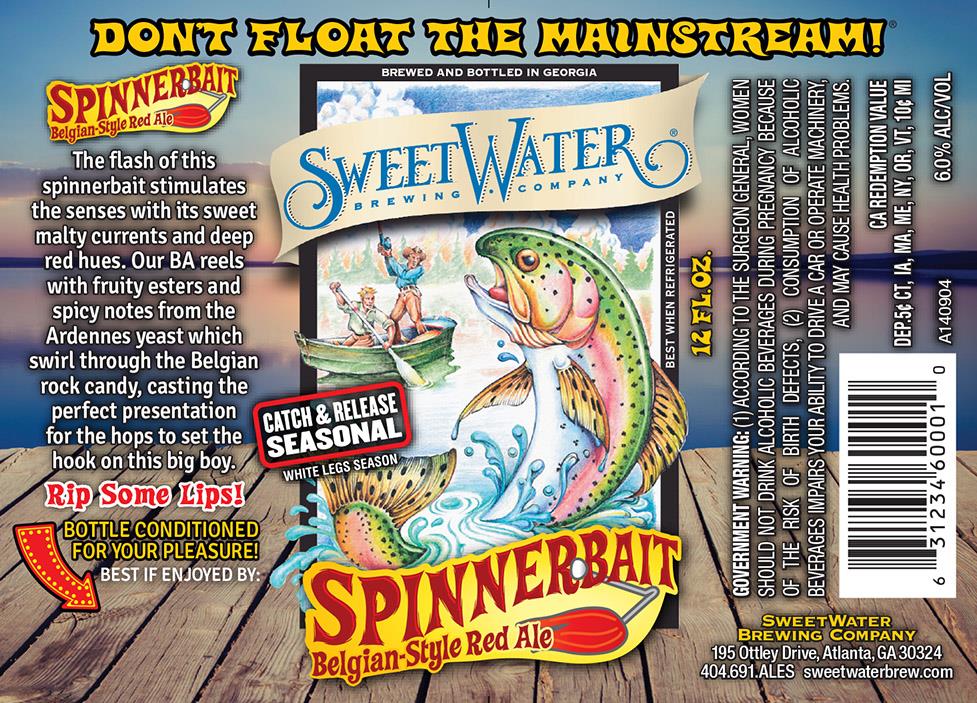 DON'T FLOAT THE MAINSTREAM!®
SPINNERBAIT
Belgian-Style Red Ale
The flash of this
spinnerbait stimulates
the senses with its sweet
malty currents and deep
red hues. Our BA reels
with fruity esters and
spicy notes from the
Ardennes yeast which
swirl through the Belgian
rock candy, casting the
perfect presentation
for the hops to set the
hook on this big boy.
Rip Some Lips!
BOTTLE CONDITIONED
FOR YOUR PLEASURE!
BEST IF ENJOYED BY:
BREWED AND BOTTLED IN GEORGIA
SWEETWATER®
BREWING COMPANY
CATCH & RELEASE
SEASONAL
WHITE LEGS SEASON
SPINNERBAIT
Belgian-Style Red Ale
BEST WHEN REFRIGERATED
12 FL. OZ.
GOVERNMENT WARNING: (1) ACCORDING TO THE SURGEON GENERAL, WOMEN
SHOULD NOT DRINK ALCOHOLIC BEVERAGES DURING PREGNANCY BECAUSE
OF THE RISK OF BIRTH DEFECTS, (2) CONSUMPTION OF ALCOHOLIC
BEVERAGES IMPAIRS YOUR ABILITY TO DRIVE A CAR OR OPERATE MACHINERY,
AND MAY CAUSE HEALTH PROBLEMS.
CA REDEMPTION VALUE
DEP.5¢ CT, IA, MA, ME, NY, OR, VT, 10¢ MI
A140904
6.0% ALC/VOL
6 31234 60001 0
SWEETWATER
BREWING COMPANY
195 Ottley Drive, Atlanta, GA 30324
404.691.ALES sweetwaterbrew.com